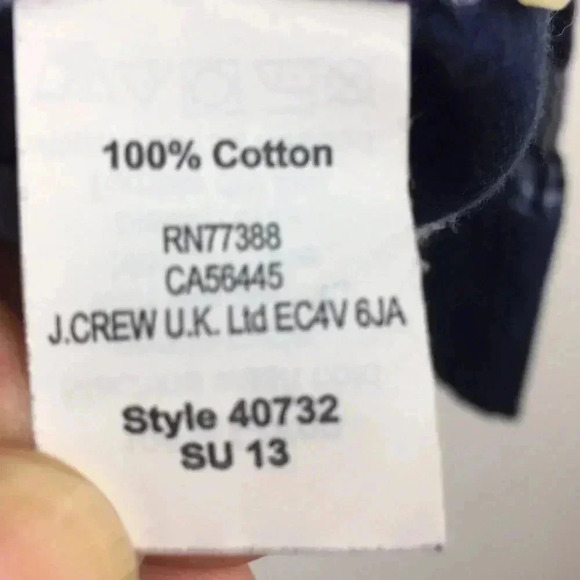 100% Cotton
RN77388
CA56445
J.CREW U.K. Ltd EC4V 6JA
Style 40732
SU 13